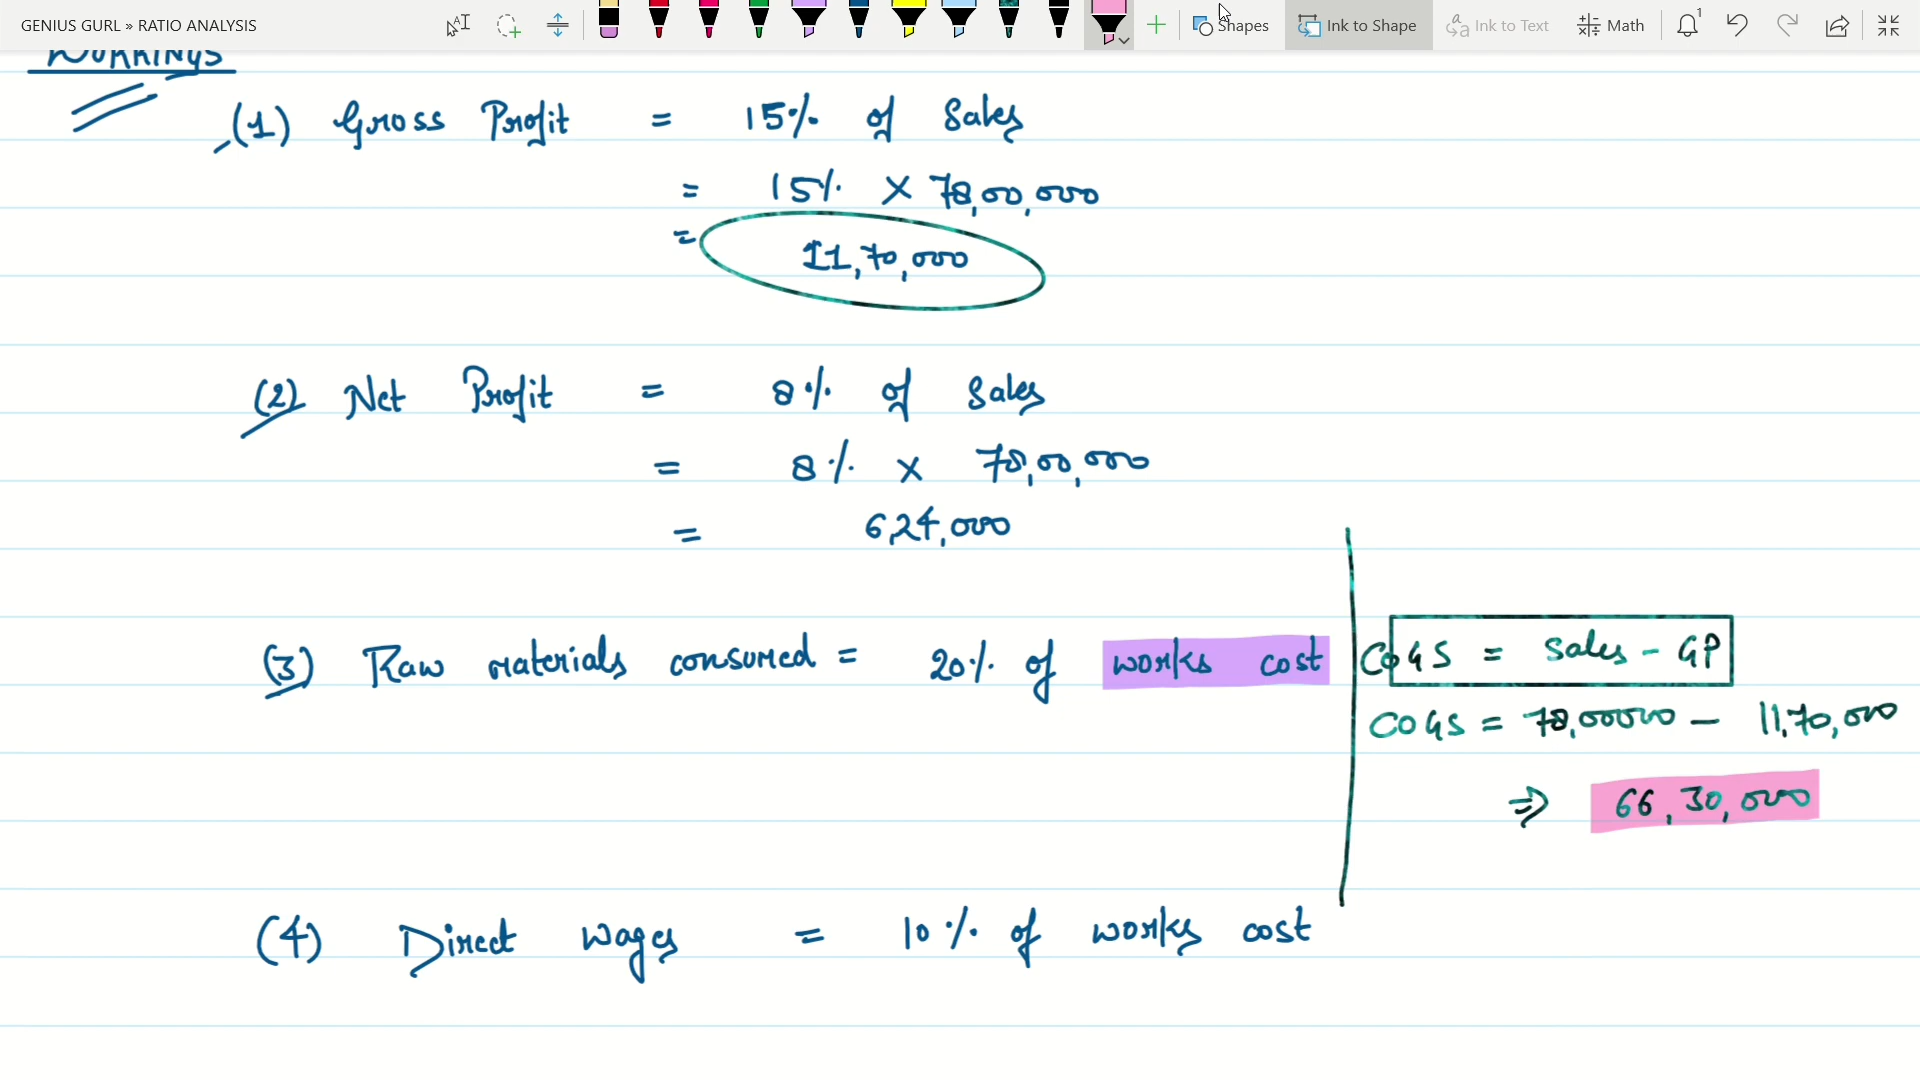 GENIUS GURL » RATIO ANALYSIS
Shapes
Ink to Shape
Ink to Text
Math
1
WORKINGS
(1) Gross Profit = 15% of Sales
= 15% X 78,00,000
= 11,70,000
(2) Net Profit = 8% of Sales
= 8% x 78,00,000
= 6,24,000
(3) Raw materials consumed = 20% of works cost
COGS = Sales - GP
COGS = 78,00000 - 11,70,000
⇒ 66,30,000
(4) Direct Wages = 10% of works cost